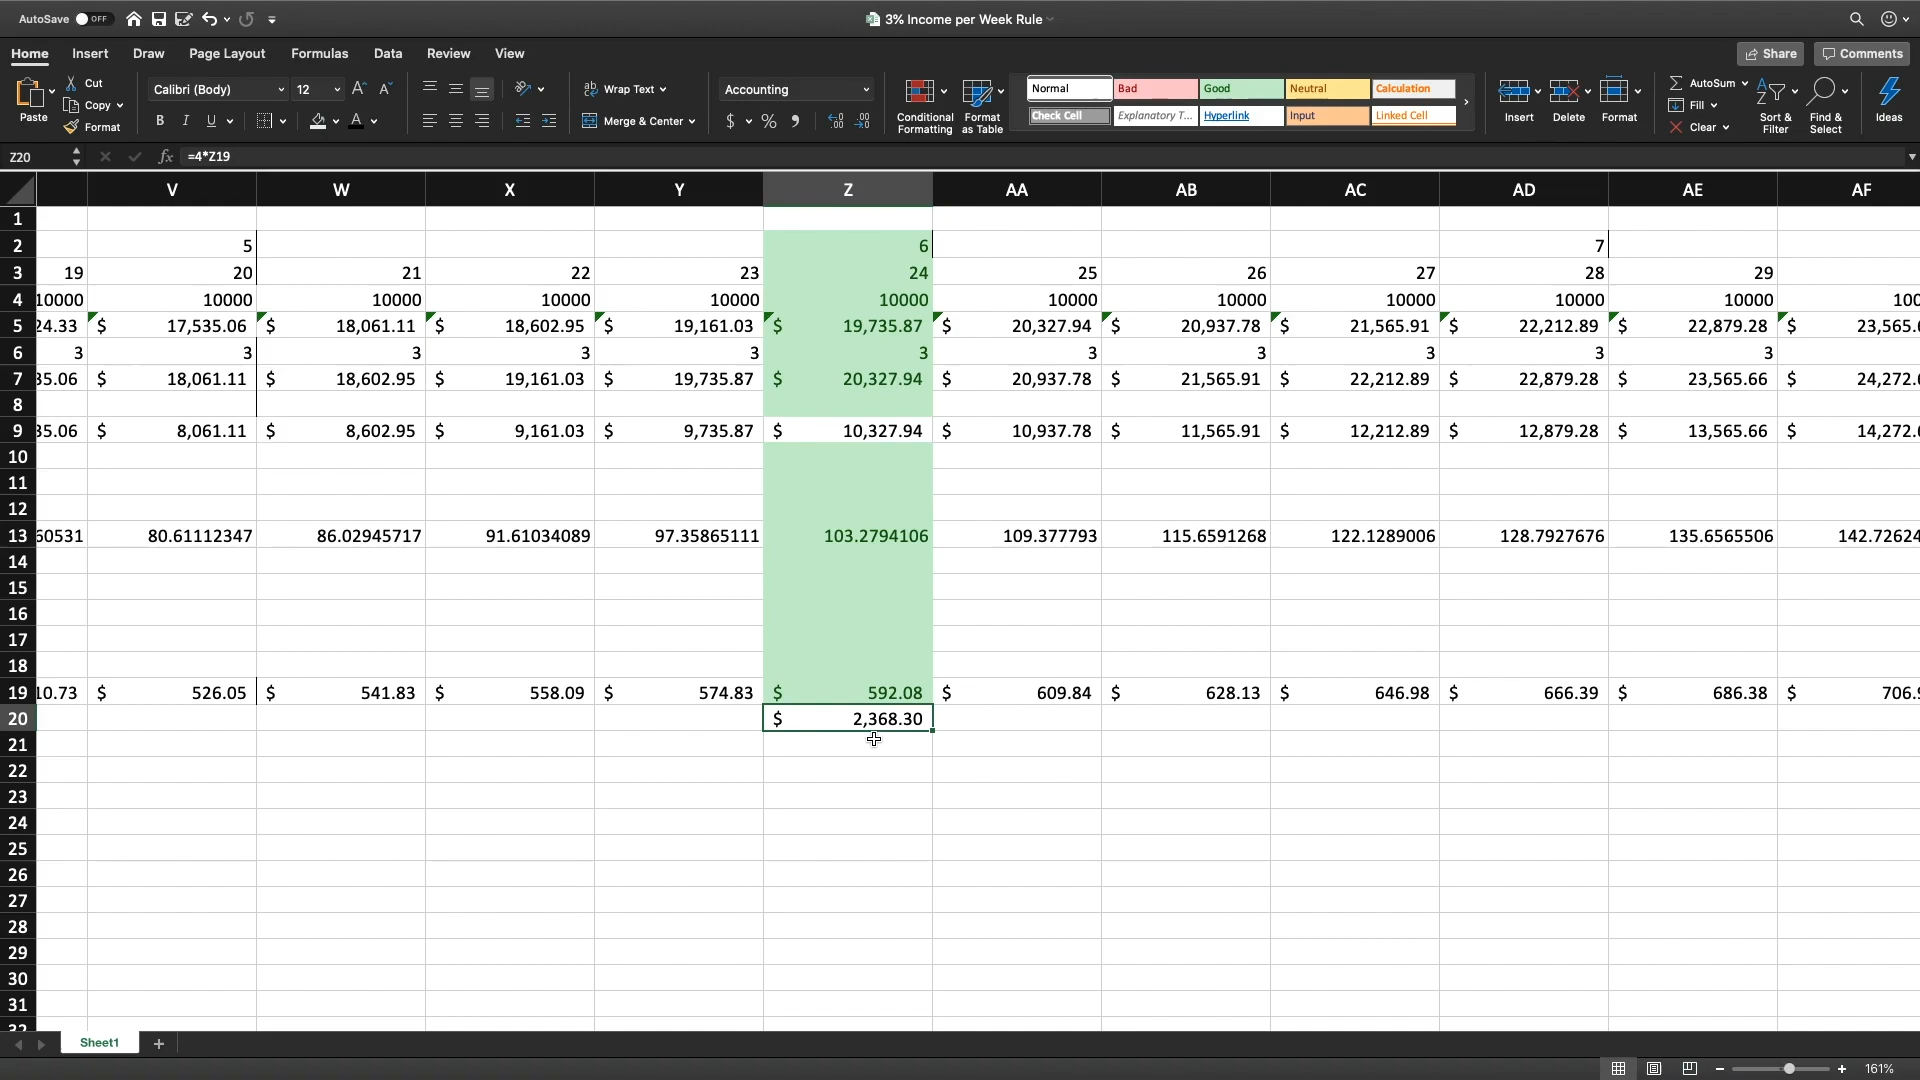 AutoSave OFF
3% Income per Week Rule
Home Insert Draw Page Layout Formulas Data Review View Share Comments
Paste Cut Copy Format
Calibri (Body) 12 A A
B I U A
ab Wrap Text
Merge & Center
Accounting
$ % 9
Conditional Formatting
Format as Table
Normal Bad Good Neutral Calculation
Check Cell Explanatory T... Hyperlink Input Linked Cell
Insert Delete Format
AutoSum
Fill
Clear
Sort & Filter
Find & Select
Ideas
Z20 fx =4*Z19
V W X Y Z AA AB AC AD AE AF
1
2 5 6 7
3 19 20 21 22 23 24 25 26 27 28 29
4 10000 10000 10000 10000 10000 10000 10000 10000 10000 10000 10000 100
5 24.33 $ 17,535.06 $ 18,061.11 $ 18,602.95 $ 19,161.03 $ 19,735.87 $ 20,327.94 $ 20,937.78 $ 21,565.91 $ 22,212.89 $ 22,879.28 $ 23,565.6
6 3 3 3 3 3 3 3 3 3 3 3
7 35.06 $ 18,061.11 $ 18,602.95 $ 19,161.03 $ 19,735.87 $ 20,327.94 $ 20,937.78 $ 21,565.91 $ 22,212.89 $ 22,879.28 $ 23,565.66 $ 24,272.6
8
9 35.06 $ 8,061.11 $ 8,602.95 $ 9,161.03 $ 9,735.87 $ 10,327.94 $ 10,937.78 $ 11,565.91 $ 12,212.89 $ 12,879.28 $ 13,565.66 $ 14,272.6
10
11
12
13 60531 80.61112347 86.02945717 91.61034089 97.35865111 103.2794106 109.377793 115.6591268 122.1289006 128.7927676 135.6565506 142.72624
14
15
16
17
18
19 10.73 $ 526.05 $ 541.83 $ 558.09 $ 574.83 $ 592.08 $ 609.84 $ 628.13 $ 646.98 $ 666.39 $ 686.38 $ 706.9
20 $ 2,368.30
21
22
23
24
25
26
27
28
29
30
31
32
Sheet1 +
161%